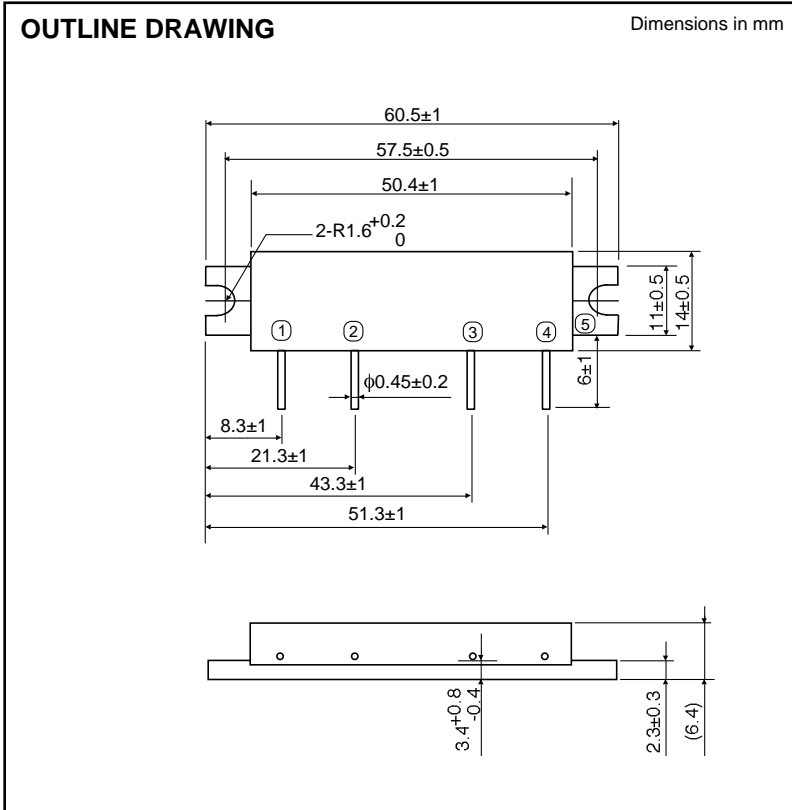 OUTLINE DRAWING
Dimensions in mm
60.5±1
57.5±0.5
50.4±1
2-R1.6 +0.2 0
① ② ③ ④ ⑤
11±0.5
14±0.5
6±1
ϕ0.45±0.2
8.3±1
21.3±1
43.3±1
51.3±1
3.4 +0.8 -0.4
2.3±0.3
(6.4)